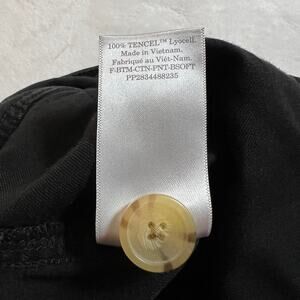 100% TENCEL™ Lyocell.
Made in Vietnam.
Fabriqué au Viêt-Nam.
F-BTM-CTN-PNT-BSOFT
PP2834488235